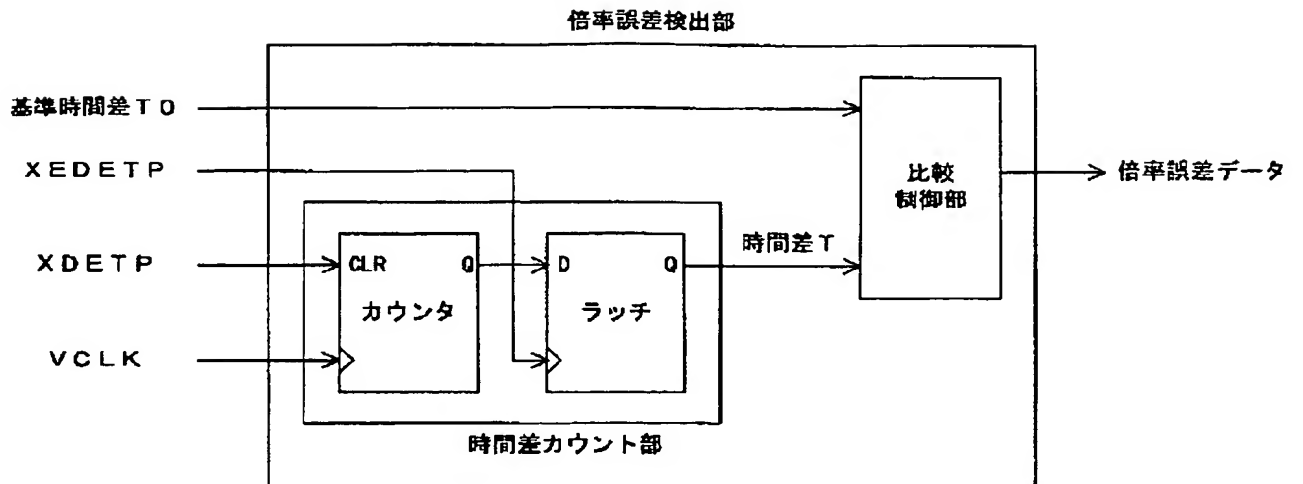 倍率誤差検出部
基準時間差T0
XEDETP
XDETP
VCLK
CLR Q
カウンタ
D Q
ラッチ
時間差カウント部
時間差T
比較
制御部
倍率誤差データ